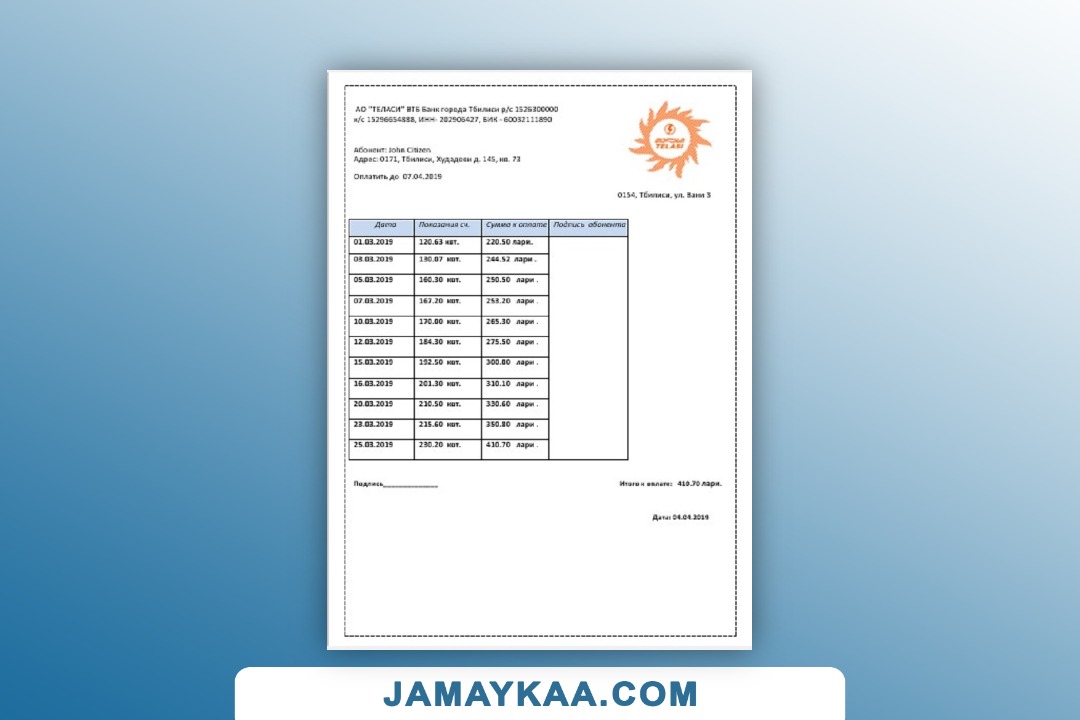 АО "ТЕЛАСИ" ВТБ Банк города Тбилиси р/с 1526300000
к/с 15296654888, ИНН- 202906427, БИК - 60032111890
TELASI
Абонент: John Citizen
Адрес: 0171, Тбилиси, Худадови д. 145, кв. 73
Оплатить до 07.04.2019
0154, Тбилиси, ул. Вани 3
Дата Показания сч. Сумма к оплате Подпись абонента
01.03.2019 120.63 квт. 220.50 лари.
03.03.2019 130.07 квт. 244.52 лари .
05.03.2019 160.30 квт. 250.50 лари .
07.03.2019 167.20 квт. 253.20 лари .
10.03.2019 170.00 квт. 265.30 лари .
12.03.2019 184.30 квт. 275.50 лари .
15.03.2019 192.50 квт. 300.00 лари .
16.03.2019 201.30 квт. 310.10 лари .
20.03.2019 210.50 квт. 330.60 лари .
23.03.2019 215.60 квт. 350.80 лари .
25.03.2019 230.20 квт. 410.70 лари .
Подпись_______________ Итого к оплате: 410.70 лари.
Дата: 04.04.2019
JAMAYKAA.COM